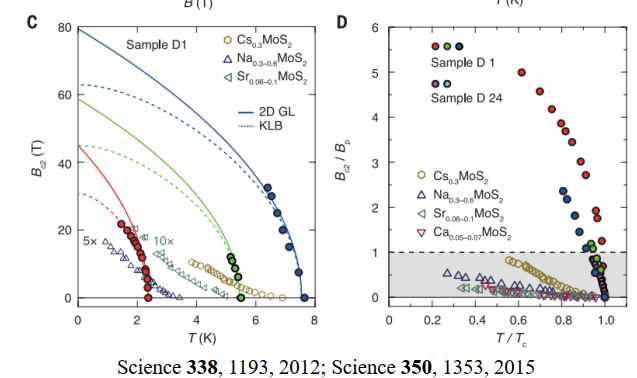 B (T)
T (K)
C
80
60
40
20
0
Bc2 (T)
Sample D1
Cs0.3MoS2
Na0.3–0.6MoS2
Sr0.06–0.1MoS2
2D GL
KLB
5×
10×
0 2 4 6 8
T (K)
D
6
5
4
3
2
1
0
Bc2 / Bp
Sample D 1
Sample D 24
Cs0.3MoS2
Na0.3–0.6MoS2
Sr0.06–0.1MoS2
Ca0.05–0.07MoS2
0 0.2 0.4 0.6 0.8 1.0
T / Tc
Science 338, 1193, 2012; Science 350, 1353, 2015